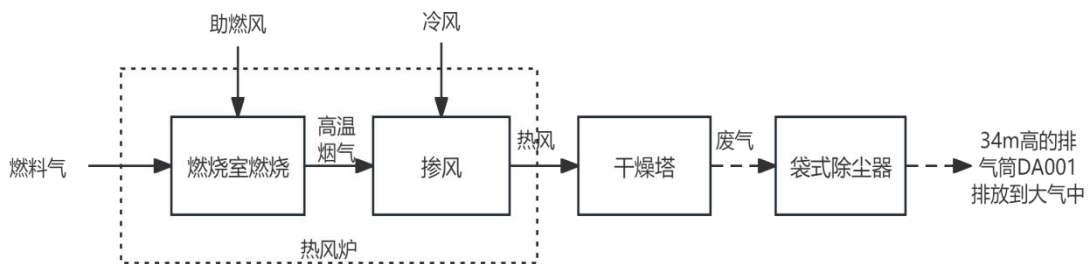 助燃风
冷风
燃料气
燃烧室燃烧
高温
烟气
掺风
热风
干燥塔
废气
袋式除尘器
34m高的排
气筒DA001
排放到大气中
热风炉